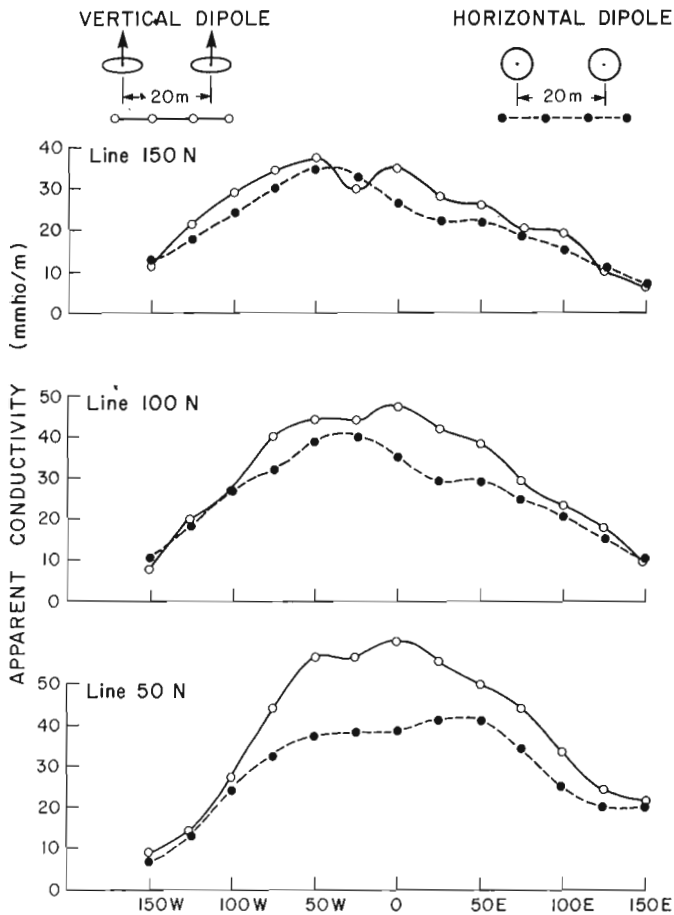 VERTICAL DIPOLE
HORIZONTAL DIPOLE
20m
20m
APPARENT CONDUCTIVITY (mmho/m)
Line 150 N
40
30
20
10
0
Line 100 N
50
40
30
20
10
0
Line 50 N
50
40
30
20
10
0
150W 100W 50W 0 50E 100E 150E